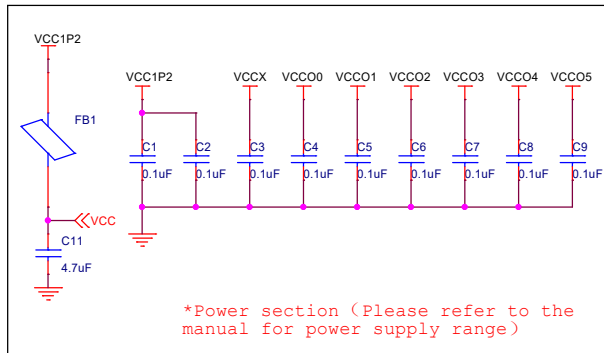 VCC1P2
VCC1P2 VCCX VCCO0 VCCO1 VCCO2 VCCO3 VCCO4 VCCO5
FB1
C1 C2 C3 C4 C5 C6 C7 C8 C9
0.1uF 0.1uF 0.1uF 0.1uF 0.1uF 0.1uF 0.1uF 0.1uF 0.1uF
VCC
C11
4.7uF
*Power section (Please refer to the
manual for power supply range)